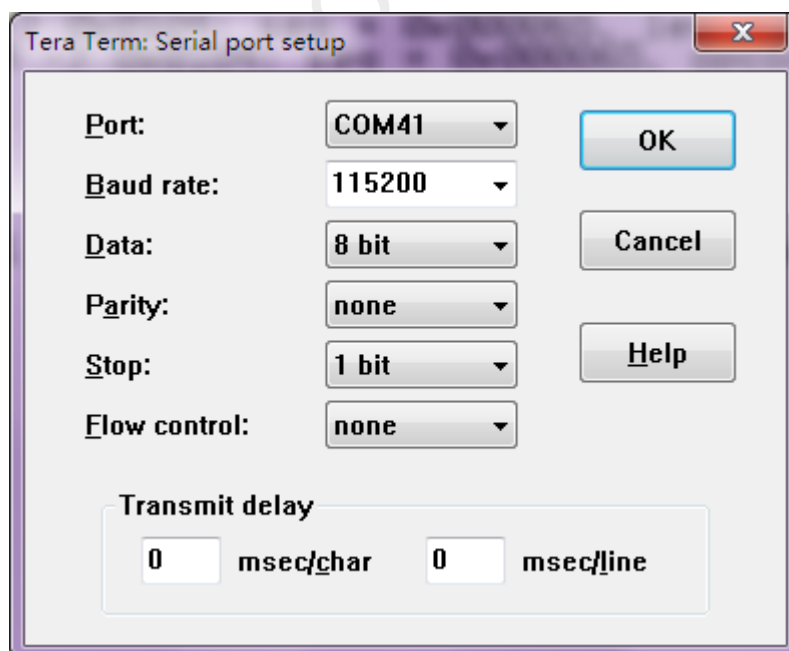 Tera Term: Serial port setup
Port: COM41
OK
Baud rate: 115200
Data: 8 bit
Cancel
Parity: none
Stop: 1 bit
Help
Flow control: none
Transmit delay
0 msec/char 0 msec/line